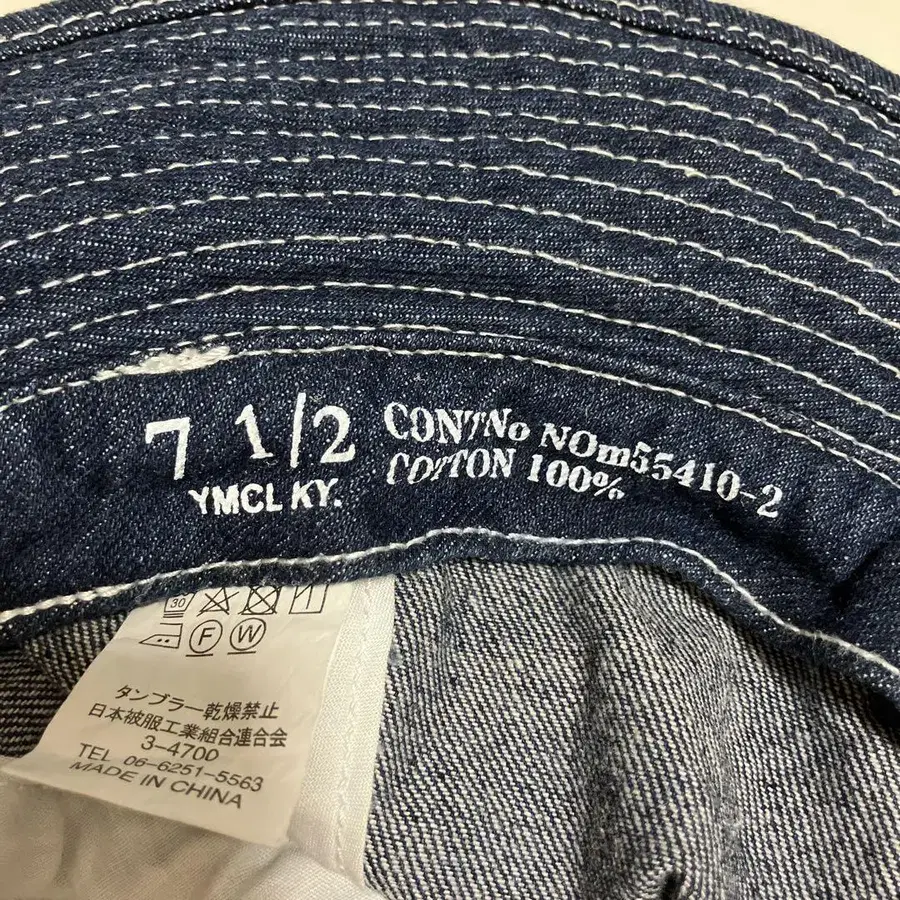 7 1/2
YMCLKY.
CONTNo NOm55410-2
COTTON 100%
30
F W
タンブラー乾燥禁止
日本被服工業組合連合会
3-4700
TEL 06-6251-5563
MADE IN CHINA